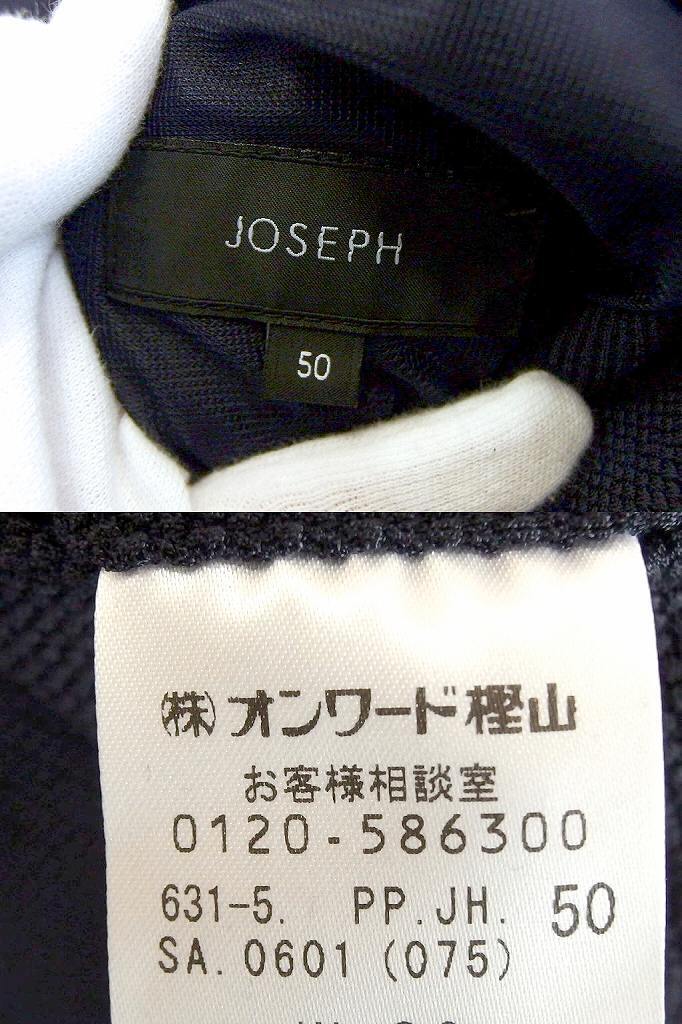 JOSEPH
50
㈱オンワード樫山
お客様相談室
0120-586300
631-5. PP.JH. 50
SA.0601 (075)